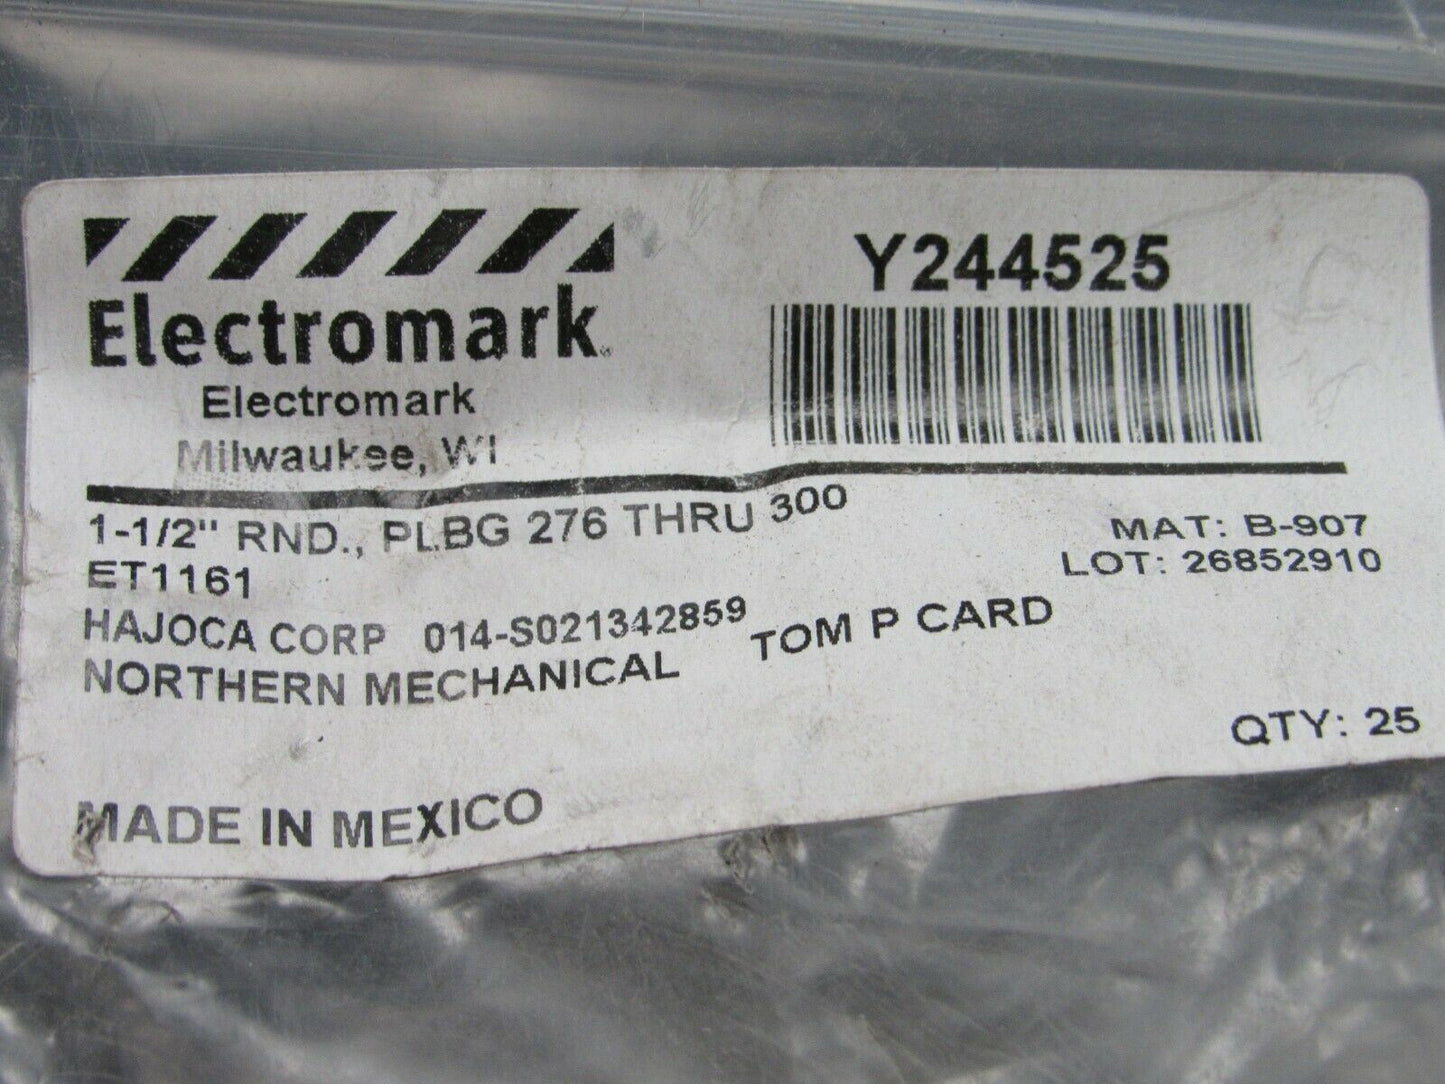 Electromark
Electromark
Milwaukee, WI
Y244525
1-1/2" RND., PLBG 276 THRU 300
ET1161
HAJOCA CORP 014-S021342859
NORTHERN MECHANICAL TOM P CARD
MAT: B-907
LOT: 26852910
QTY: 25
MADE IN MEXICO